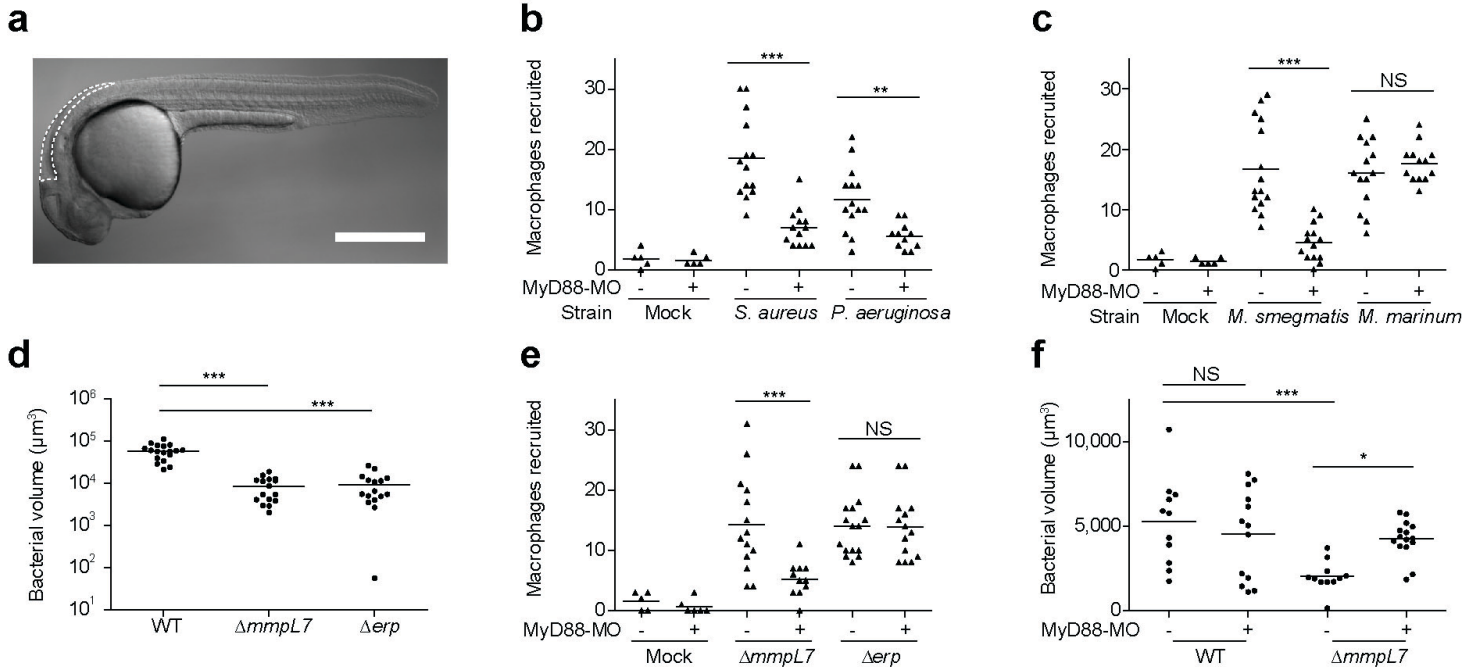 a
b
Macrophages recruited
30
20
10
0
***
**
MyD88-MO - + - + - +
Strain Mock S. aureus P. aeruginosa
c
Macrophages recruited
30
20
10
0
***
NS
MyD88-MO - + - + - +
Strain Mock M. smegmatis M. marinum
d
Bacterial volume (µm³)
10⁶
10⁵
10⁴
10³
10²
10¹
***
***
WT ΔmmpL7 Δerp
e
Macrophages recruited
30
20
10
0
***
NS
MyD88-MO - + - + - +
Mock ΔmmpL7 Δerp
f
Bacterial volume (µm³)
10,000
5,000
0
NS
***
*
MyD88-MO - + - +
WT ΔmmpL7